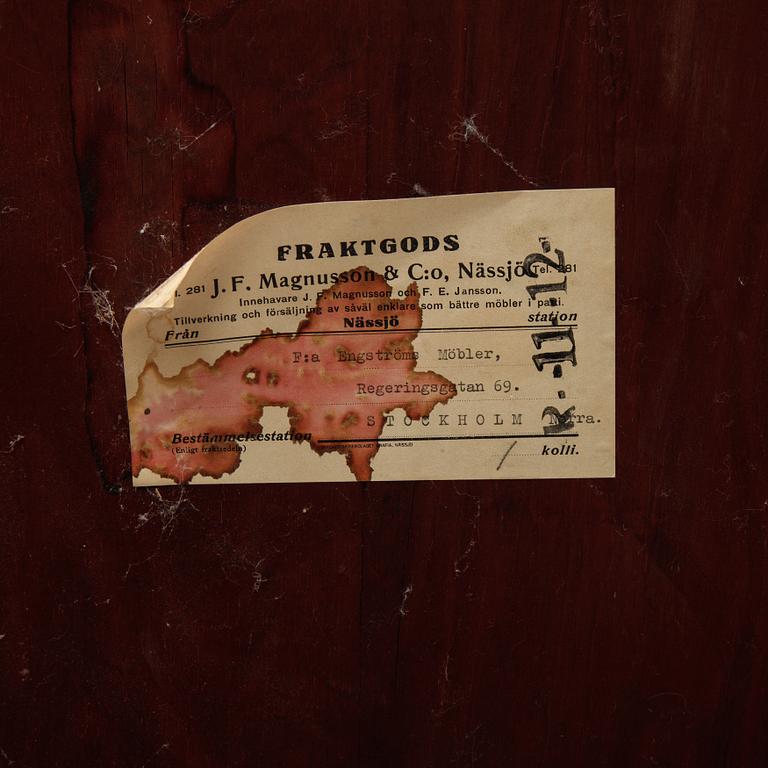 FRAKTGODS
J. F. Magnusson & C:o, Nässjö Tel. 281
l. 281
Innehavare J. F. Magnusson och F. E. Jansson.
Tillverkning och försäljning av såväl enklare som bättre möbler i parti.
Från Nässjö station
F:a Engströms Möbler,
Regeringsgatan 69.
STOCKHOLM Norra.
Bestämmelsestation
(Enligt fraktsedeln)
/ kolli.
R.-11-12-